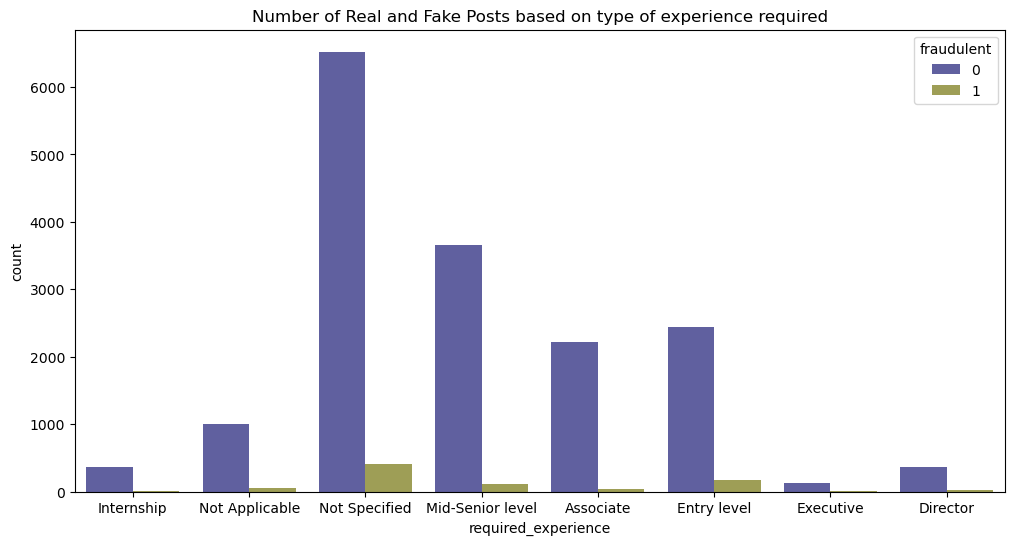 Number of Real and Fake Posts based on type of experience required
fraudulent
0
1
6000
5000
4000
3000
2000
1000
0
count
Internship Not Applicable Not Specified Mid-Senior level Associate Entry level Executive Director
required_experience